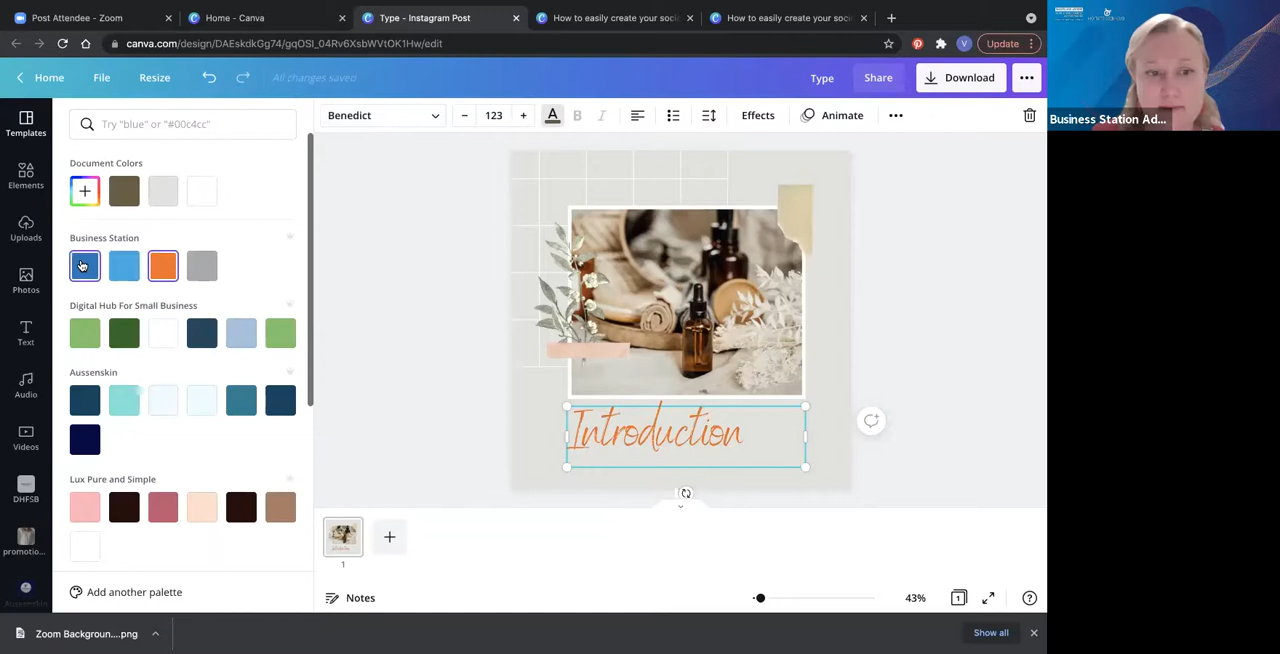 Post Attendee - Zoom
Home - Canva
Type - Instagram Post
How to easily create your soci
How to easily create your soc
canva.com/design/DAEskdkGg74/gqOSI_04Rv6XsbWVtOK1Hw/edit
V
Update
Home
File
Resize
All changes saved
Type
Share
Download
Templates
Elements
Uploads
Photos
Text
Audio
Videos
DHFSB
promotio...
Aussenskin
Try "blue" or "#00c4cc"
Document Colors
Business Station
Digital Hub For Small Business
Aussenskin
Lux Pure and Simple
Add another palette
Benedict
123
A
B
I
Effects
Animate
Introduction
1
Notes
43%
1
Business Station Ad...
Zoom Backgroun....png
Show all